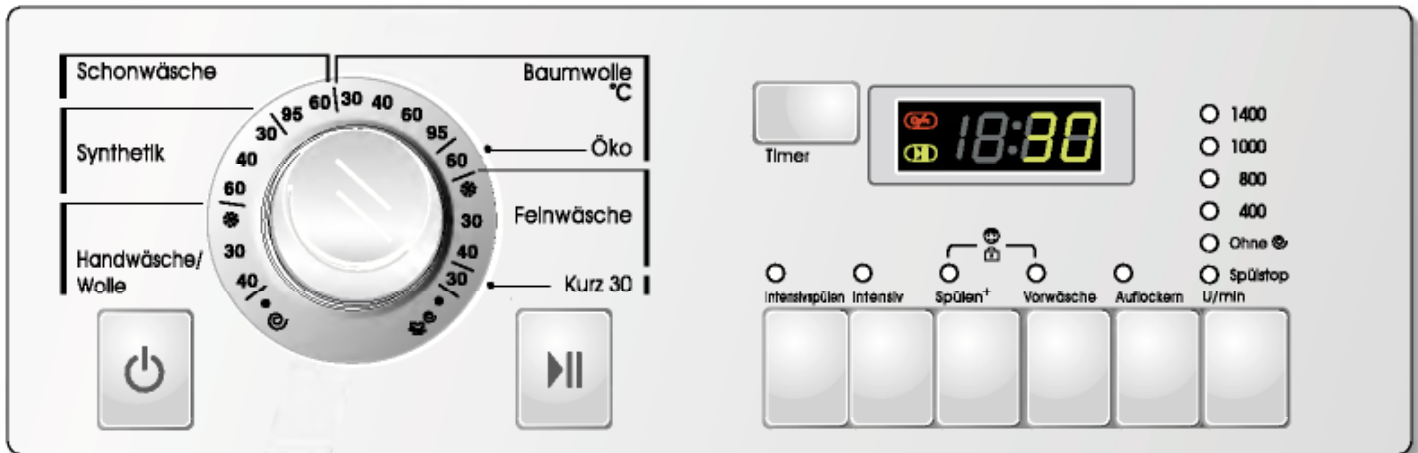 Schonwäsche
Synthetik
Handwäsche/
Wolle
Baumwolle
°C
Öko
Feinwäsche
Kurz 30
30 40 60 95 60
30 40 30
60 95 30 40 60
30 40
Timer
18:30
1400
1000
800
400
Ohne
Spülstop
U/min
Intensivspülen
Intensiv
Spülen+
Vorwäsche
Auflockern